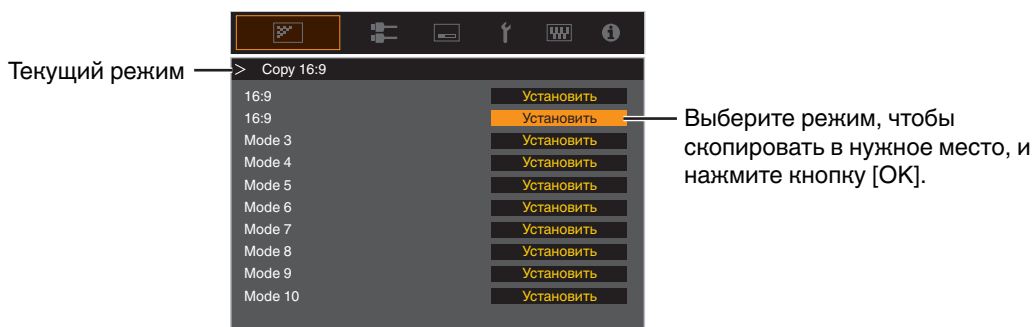 Текущий режим
> Copy 16:9
16:9 Установить
16:9 Установить
Mode 3 Установить
Mode 4 Установить
Mode 5 Установить
Mode 6 Установить
Mode 7 Установить
Mode 8 Установить
Mode 9 Установить
Mode 10 Установить
Выберите режим, чтобы
скопировать в нужное место, и
нажмите кнопку [OK].